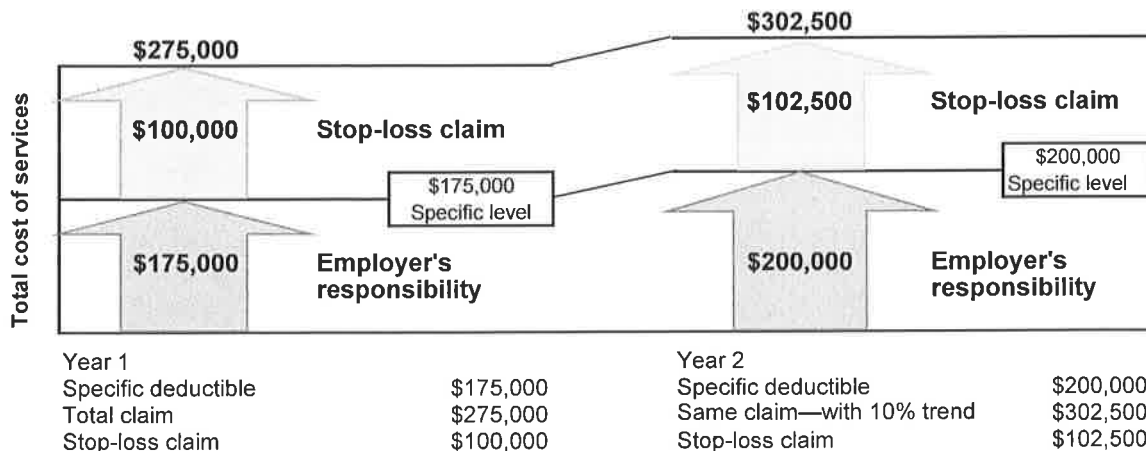 $275,000
$302,500
Total cost of services
$100,000
Stop-loss claim
$102,500
Stop-loss claim
$175,000
Specific level
$200,000
Specific level
$175,000
Employer's
responsibility
$200,000
Employer's
responsibility
Year 1
Specific deductible $175,000
Total claim $275,000
Stop-loss claim $100,000
Year 2
Specific deductible $200,000
Same claim—with 10% trend $302,500
Stop-loss claim $102,500